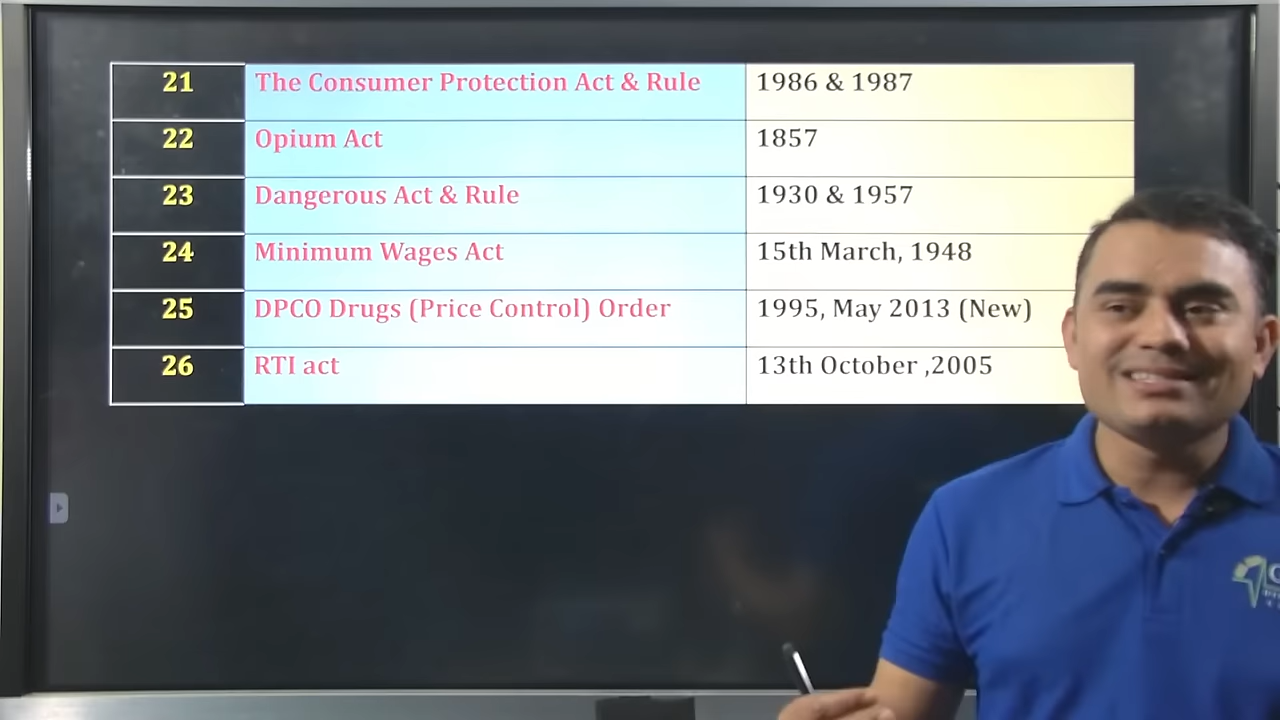 21 The Consumer Protection Act & Rule 1986 & 1987
22 Opium Act 1857
23 Dangerous Act & Rule 1930 & 1957
24 Minimum Wages Act 15th March, 1948
25 DPCO Drugs (Price Control) Order 1995, May 2013 (New)
26 RTI act 13th October ,2005